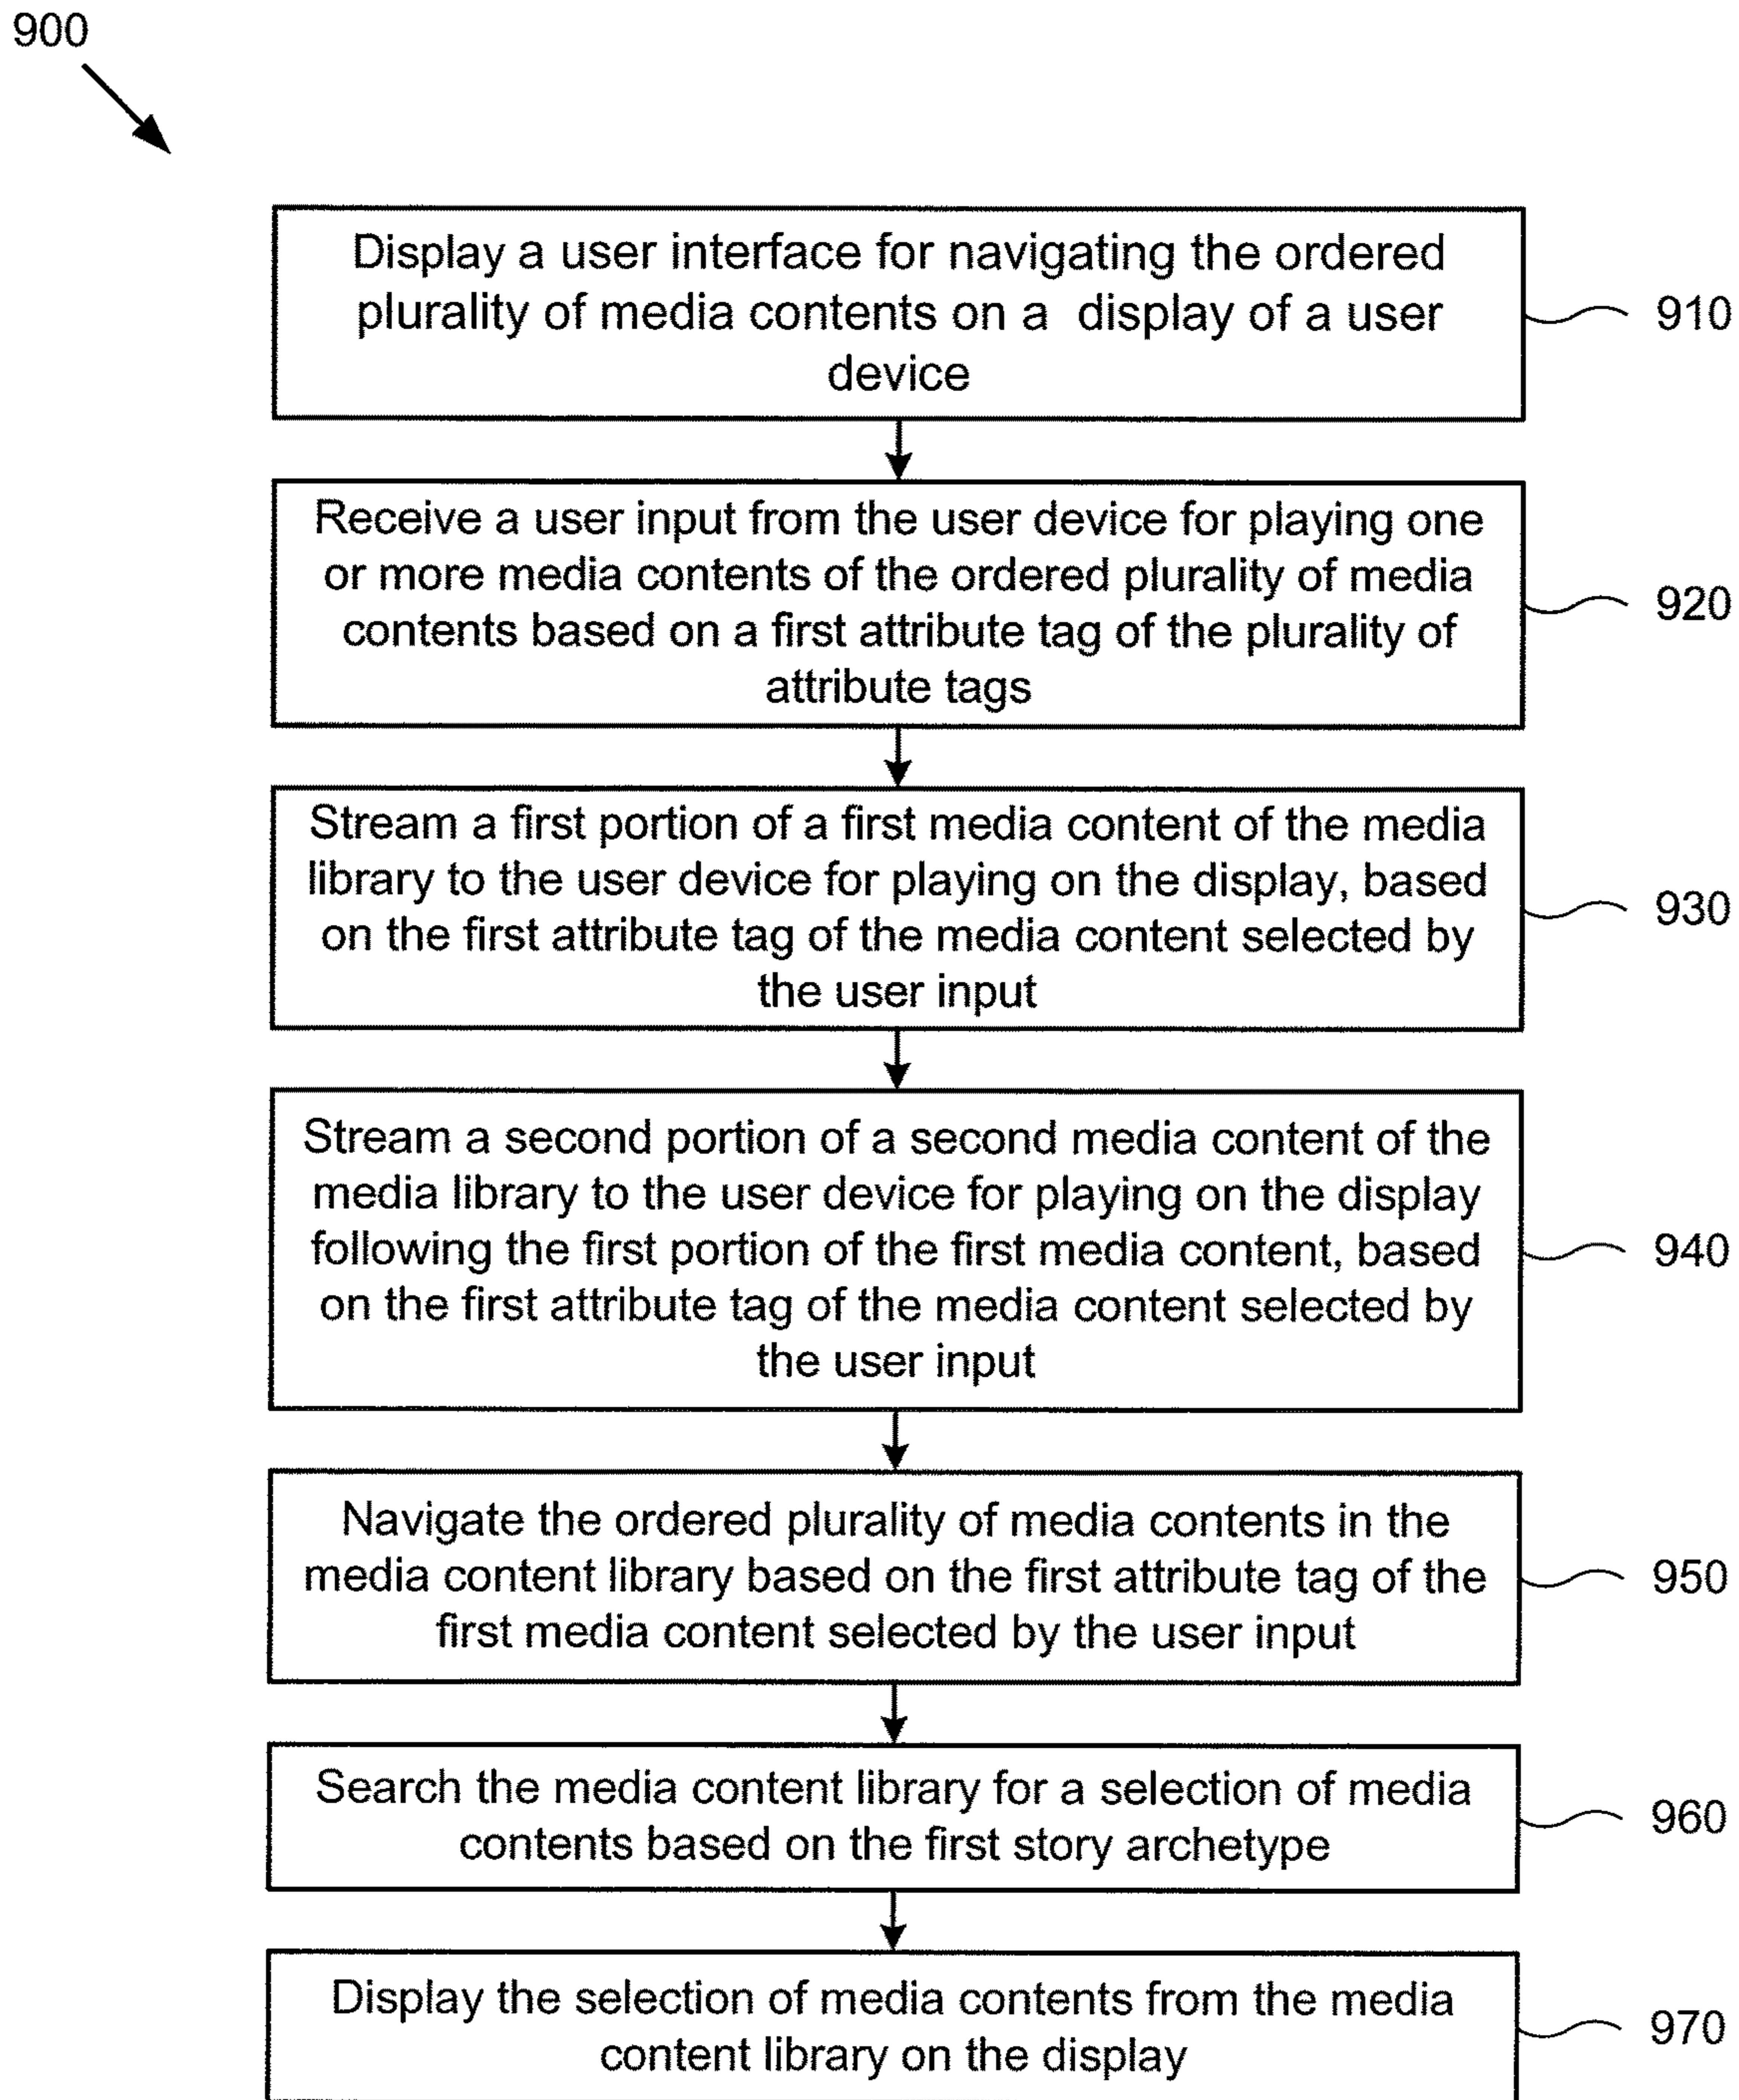 900
Display a user interface for navigating the ordered
plurality of media contents on a display of a user
device
910
Receive a user input from the user device for playing one
or more media contents of the ordered plurality of media
contents based on a first attribute tag of the plurality of
attribute tags
920
Stream a first portion of a first media content of the media
library to the user device for playing on the display, based
on the first attribute tag of the media content selected by
the user input
930
Stream a second portion of a second media content of the
media library to the user device for playing on the display
following the first portion of the first media content, based
on the first attribute tag of the media content selected by
the user input
940
Navigate the ordered plurality of media contents in the
media content library based on the first attribute tag of the
first media content selected by the user input
950
Search the media content library for a selection of media
contents based on the first story archetype
960
Display the selection of media contents from the media
content library on the display
970